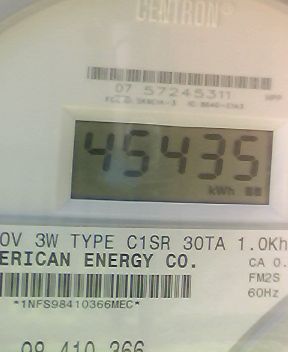 CENTRON®
07 57245311
45435
kWh
0V 3W TYPE C1SR 30TA 1.0Kh
ERICAN ENERGY CO.
CA 0.
FM2S
60Hz
*1NFS98410366MEC*
98 410 366